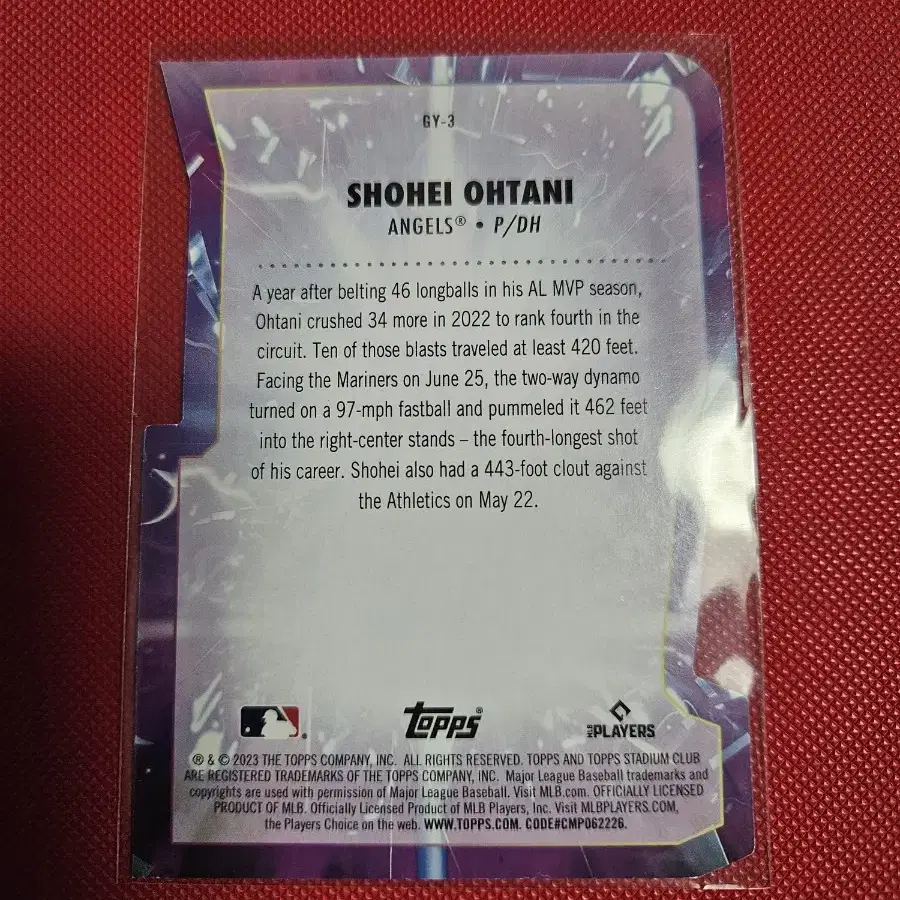 GY-3
SHOHEI OHTANI
ANGELS® • P/DH
A year after belting 46 longballs in his AL MVP season,
Ohtani crushed 34 more in 2022 to rank fourth in the
circuit. Ten of those blasts traveled at least 420 feet.
Facing the Mariners on June 25, the two-way dynamo
turned on a 97-mph fastball and pummeled it 462 feet
into the right-center stands – the fourth-longest shot
of his career. Shohei also had a 443-foot clout against
the Athletics on May 22.
topps®
MLB PLAYERS
® & © 2023 THE TOPPS COMPANY, INC. ALL RIGHTS RESERVED. TOPPS AND TOPPS STADIUM CLUB
ARE REGISTERED TRADEMARKS OF THE TOPPS COMPANY, INC. Major League Baseball trademarks and
copyrights are used with permission of Major League Baseball. Visit MLB.com. OFFICIALLY LICENSED
PRODUCT OF MLB. Officially Licensed Product of MLB Players, Inc. Visit MLBPLAYERS.COM,
the Players Choice on the web. WWW.TOPPS.COM. CODE#CMP062226.